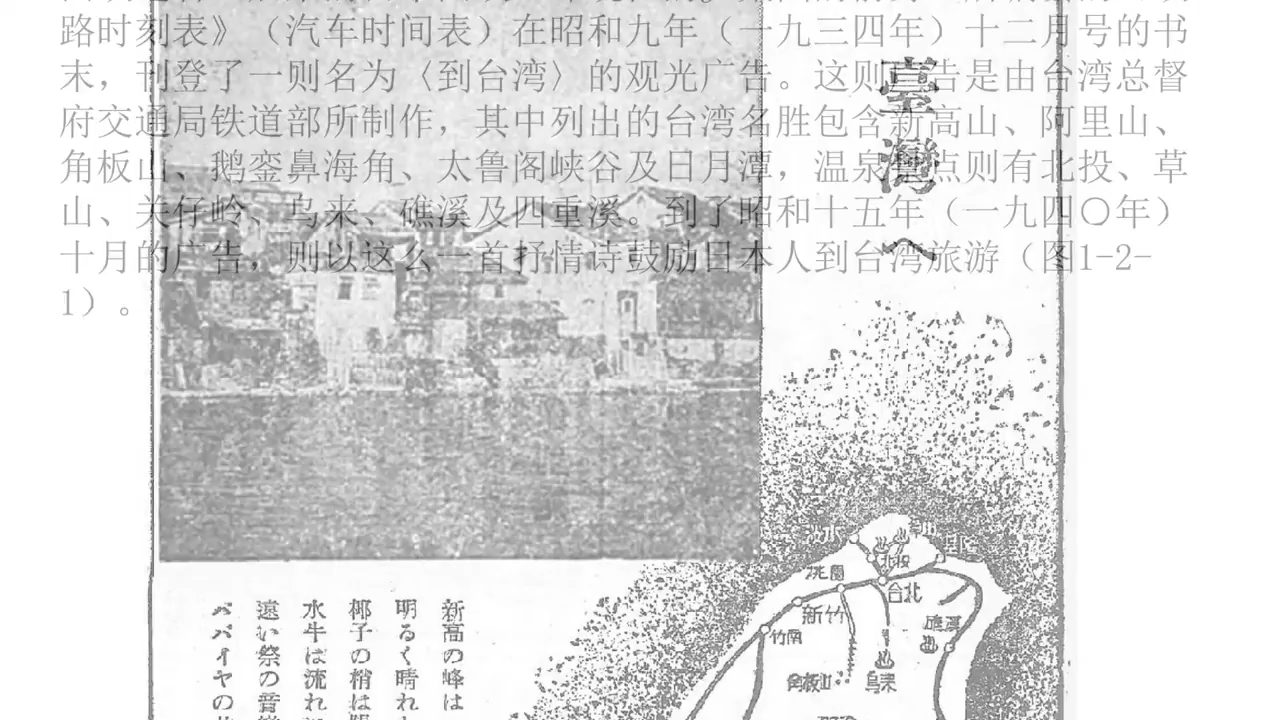 路时刻表》（汽车时间表）在昭和九年（一九三四年）十二月号的书
末，刊登了一则名为〈到台湾〉的观光广告。这则广告是由台湾总督
府交通局铁道部所制作，其中列出的台湾名胜包含新高山、阿里山、
角板山、鹅銮鼻海角、太鲁阁峡谷及日月潭，温泉景点则有北投、草
山、关仔岭、乌来、礁溪及四重溪。到了昭和十五年（一九四〇年）
十月的广告，则以这么一首抒情诗鼓励日本人到台湾旅游（图1-2-
1）。
臺灣へ
新高の峰は
明るく晴れ
椰子の梢は
水牛は流れ
遠い祭の音
パパイヤの
淡水
北投
桃園
台北
新竹
竹南
礁溪
角板山
烏来